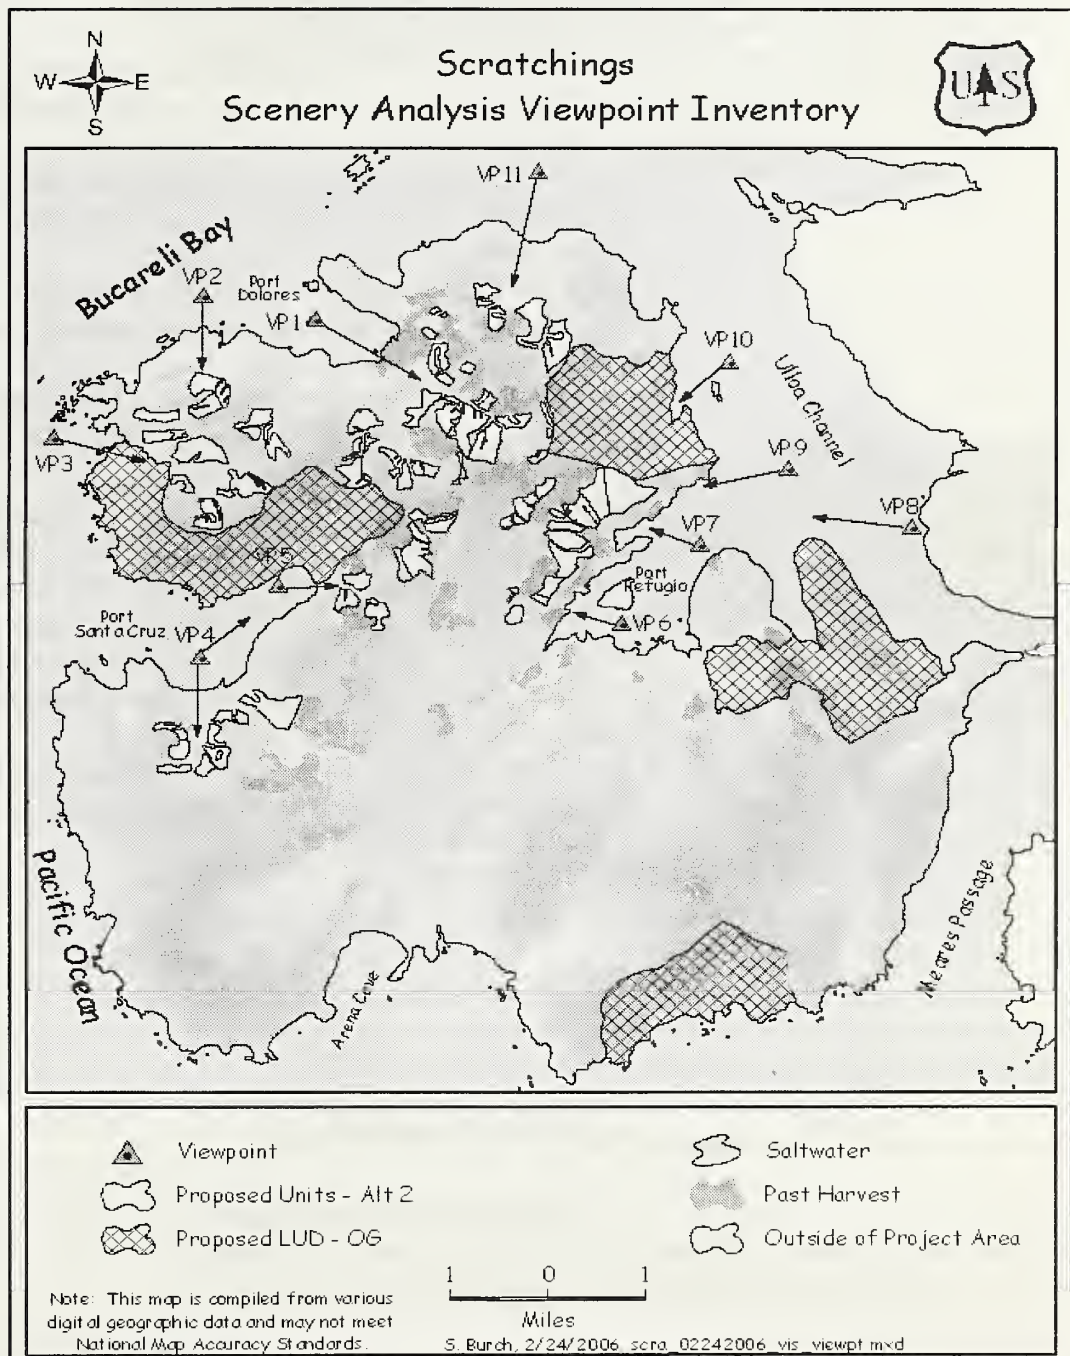 N
W E
S
Scratchings
Scenery Analysis Viewpoint Inventory
U S
VP11
Bucareli Bay
VP2
Port
Dolores
VP1
VP10
Ulloa Channel
VP3
VP9
VP8
VP7
VP5
Port
Refugio
Port
Santa Cruz
VP4
VP6
Pacific Ocean
Arena Cove
Meares Passage
Viewpoint
Proposed Units - Alt 2
Proposed LUD - OG
Saltwater
Past Harvest
Outside of Project Area
1 0 1
Miles
Note: This map is compiled from various
digital geographic data and may not meet
National Map Accuracy Standards.
S. Burch, 2/24/2006 scra_02242006_vis_viewpt.mxd